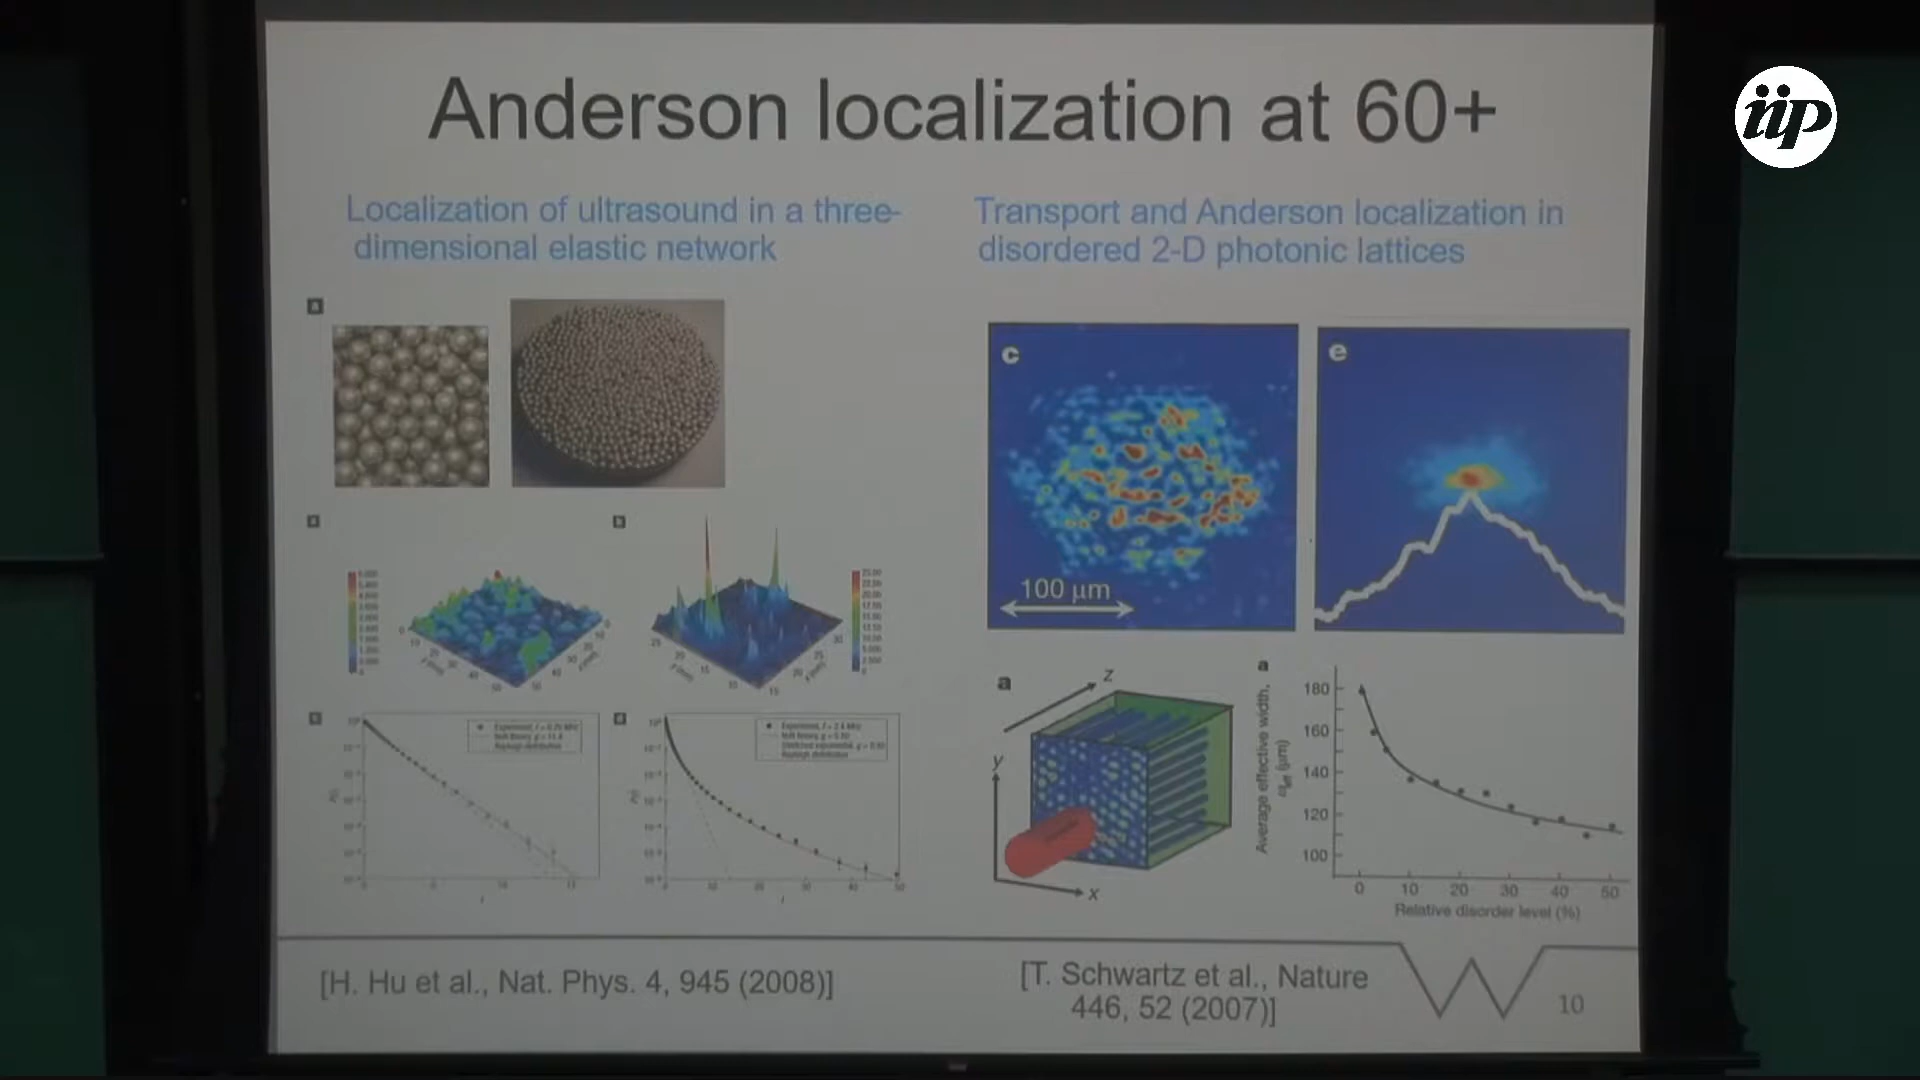 Anderson localization at 60+
iip
Localization of ultrasound in a three-
dimensional elastic network
Transport and Anderson localization in
disordered 2-D photonic lattices
a
c
e
100 μm
b
a
z
y
x
a
Average effective width,
ω_eff (μm)
180
160
140
120
100
0 10 20 30 40 50
Relative disorder level (%)
c
d
[H. Hu et al., Nat. Phys. 4, 945 (2008)]
[T. Schwartz et al., Nature
446, 52 (2007)]
10